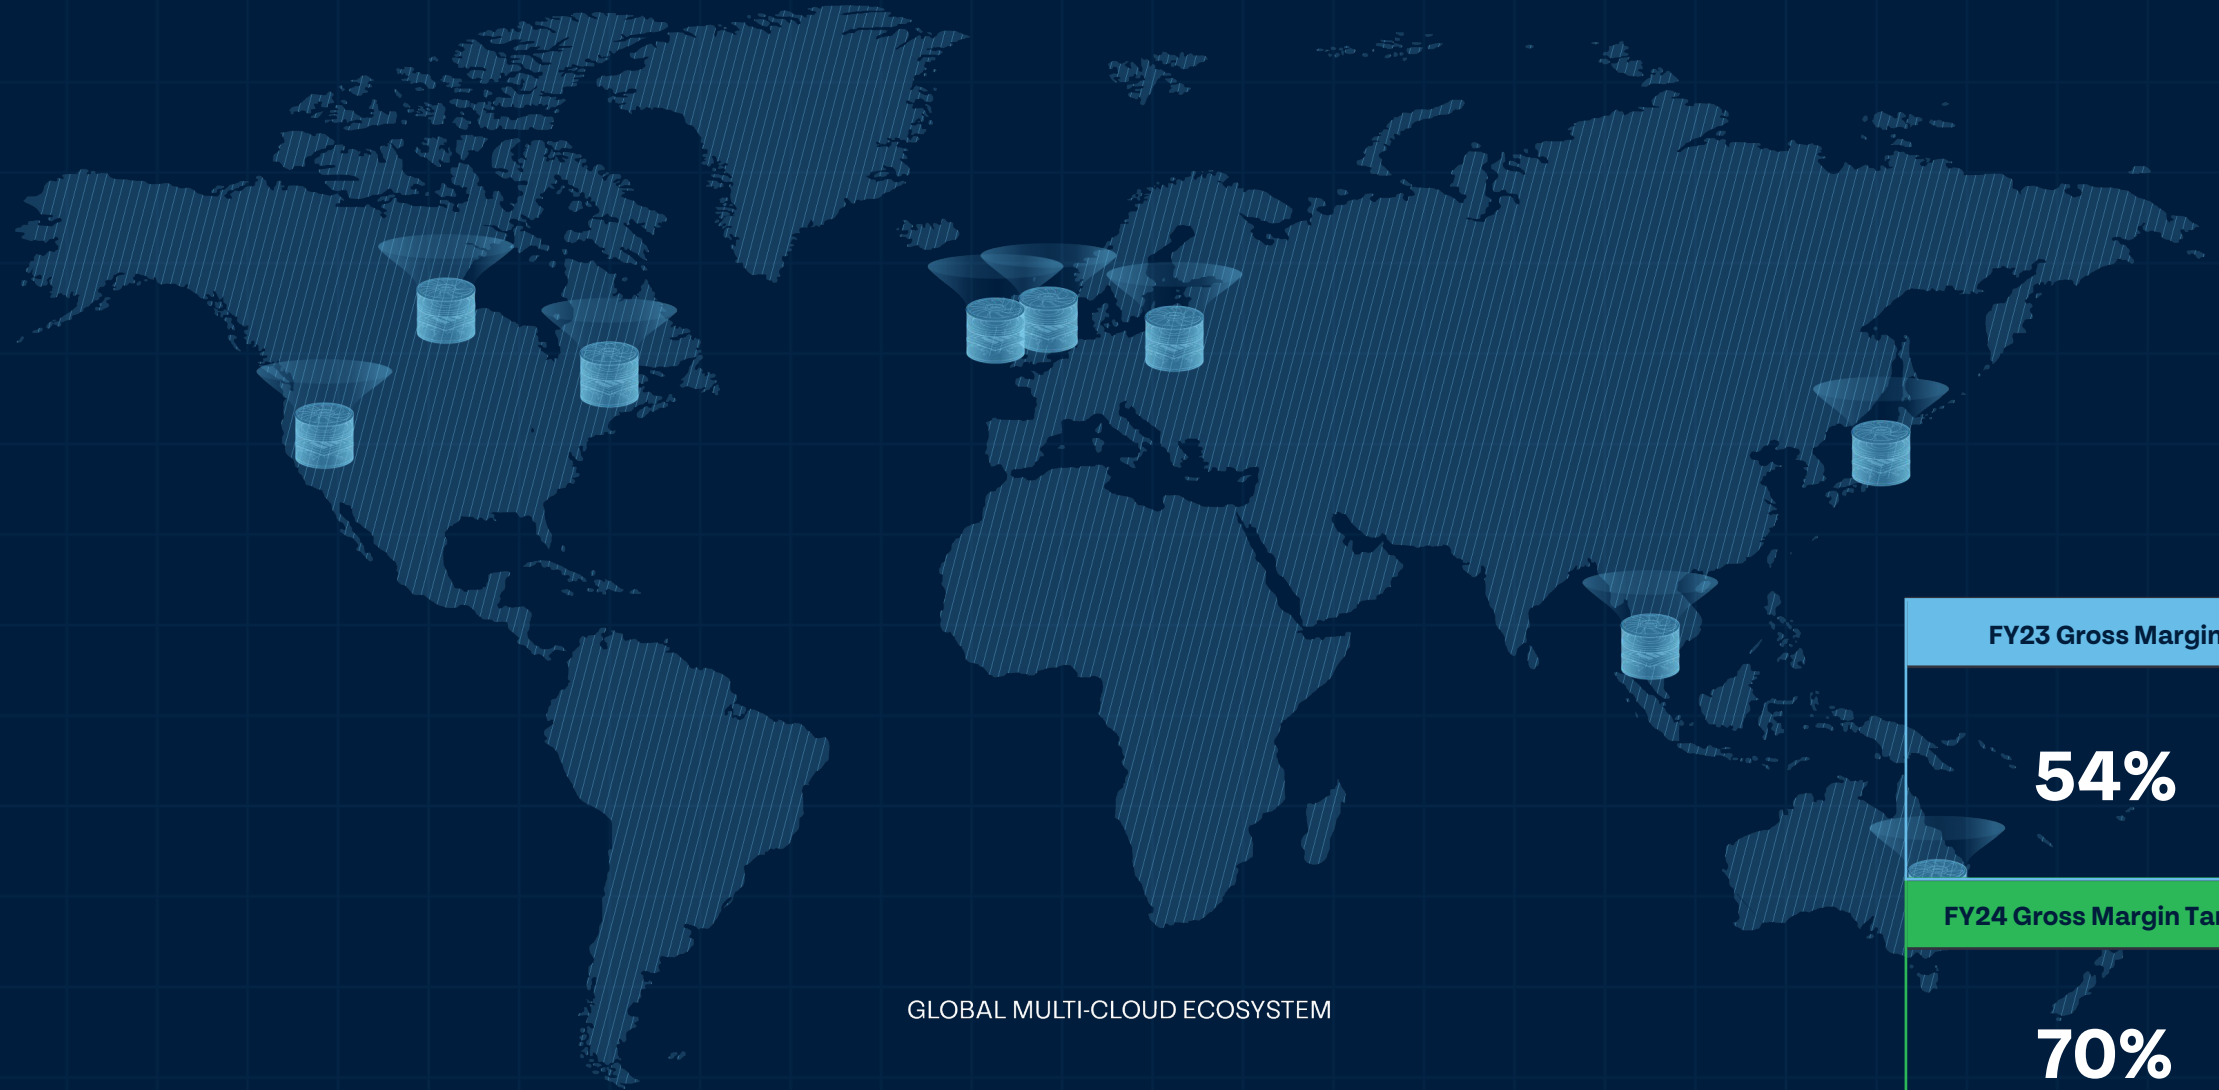 FY23 Gross Margin
54%
FY24 Gross Margin
70%
GLOBAL MULTI-CLOUD ECOSYSTEM